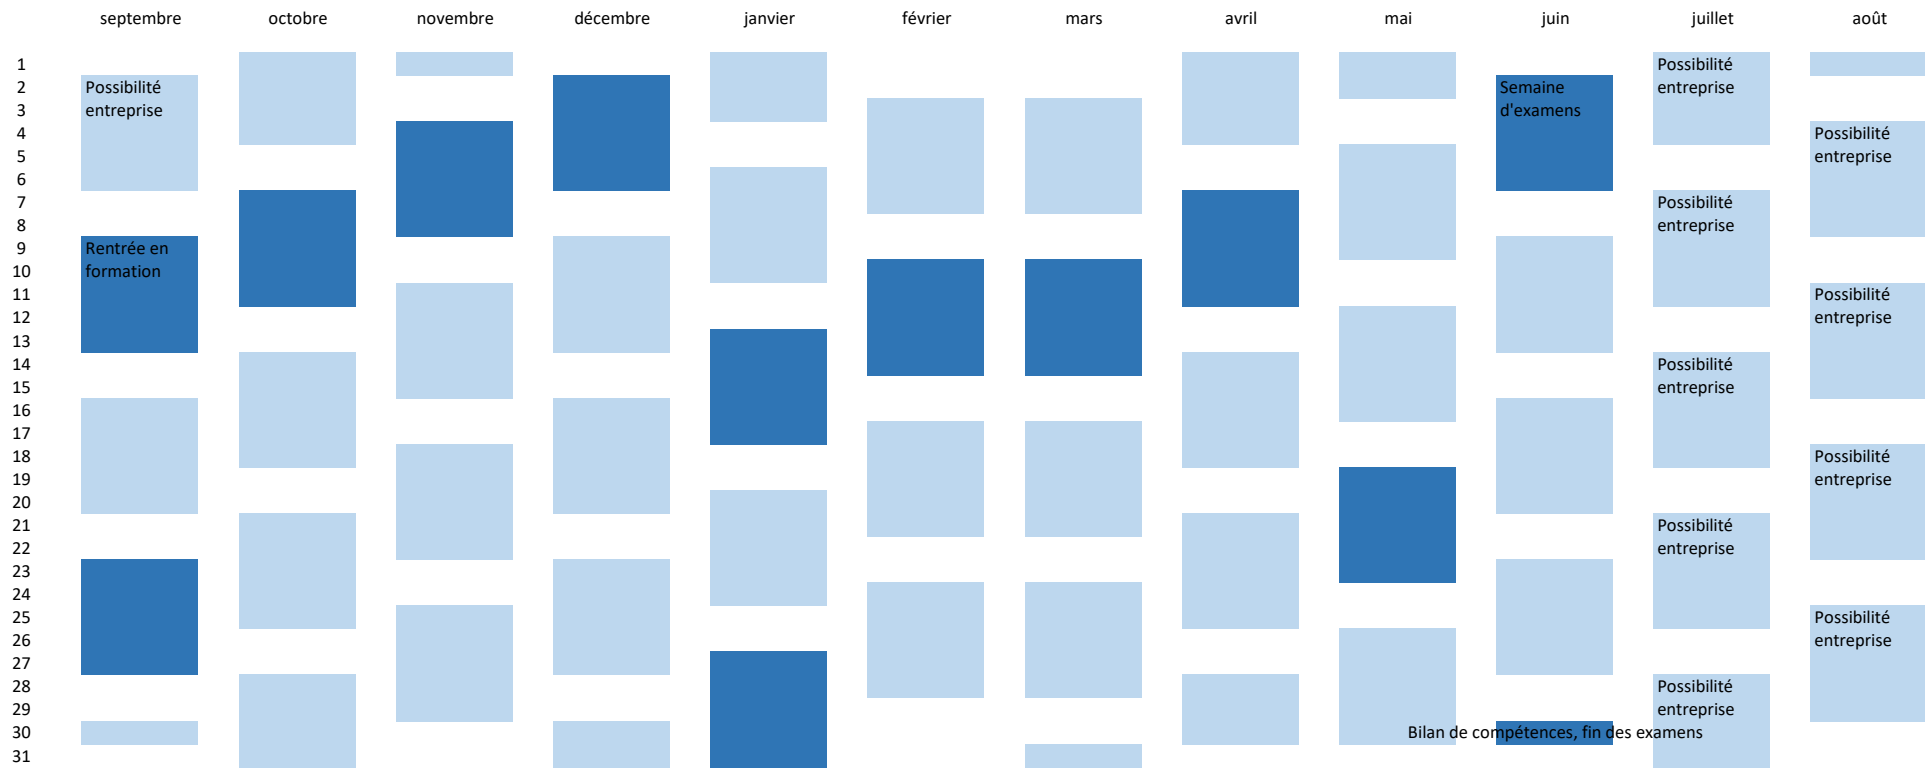 septembre octobre novembre décembre janvier février mars avril mai juin juillet août
1 Possibilité
2 Possibilité entreprise Semaine
3 entreprise d'examens
4 Possibilité
5 entreprise
6
7 Possibilité
8 entreprise
9 Rentrée en
10 formation
11 Possibilité
12 entreprise
13
14 Possibilité
15 entreprise
16
17
18 Possibilité
19 entreprise
20
21 Possibilité
22 entreprise
23
24
25 Possibilité
26 entreprise
27
28 Possibilité
29 entreprise
30 Bilan de compétences, fin des examens
31